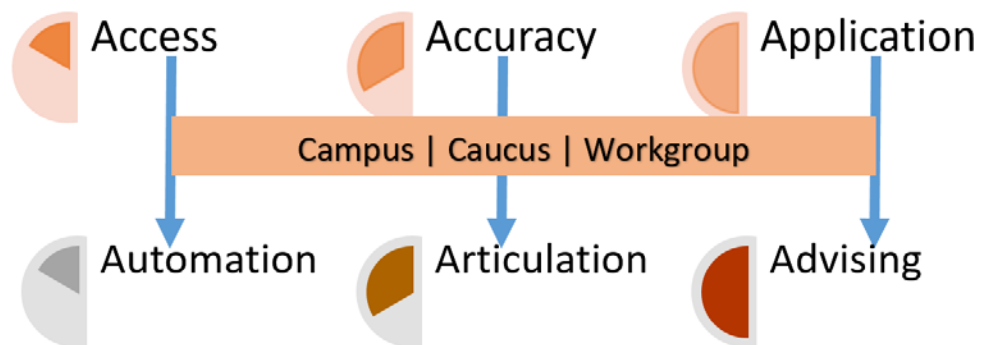 Access Accuracy Application
Campus | Caucus | Workgroup
Automation Articulation Advising